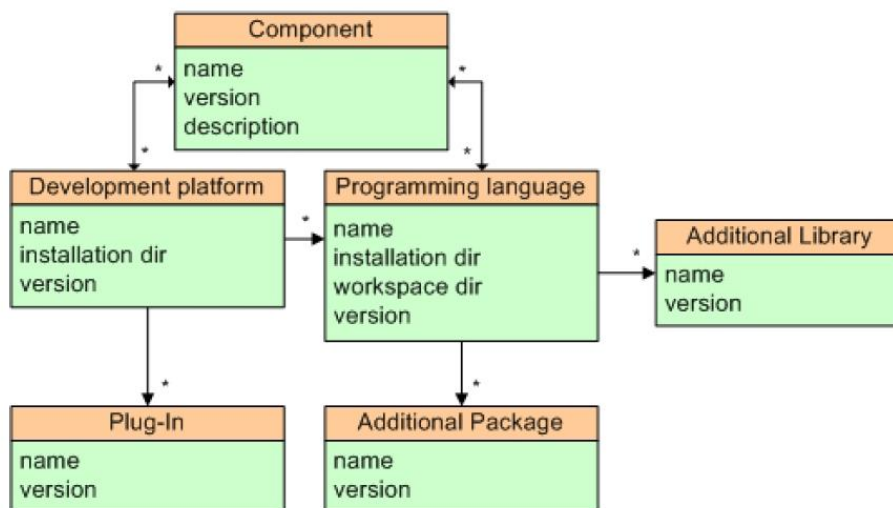 Component
name
version
description
*
*
*
*
Development platform
name
installation dir
version
*
Programming language
name
installation dir
workspace dir
version
*
Additional Library
name
version
*
Plug-In
name
version
*
Additional Package
name
version